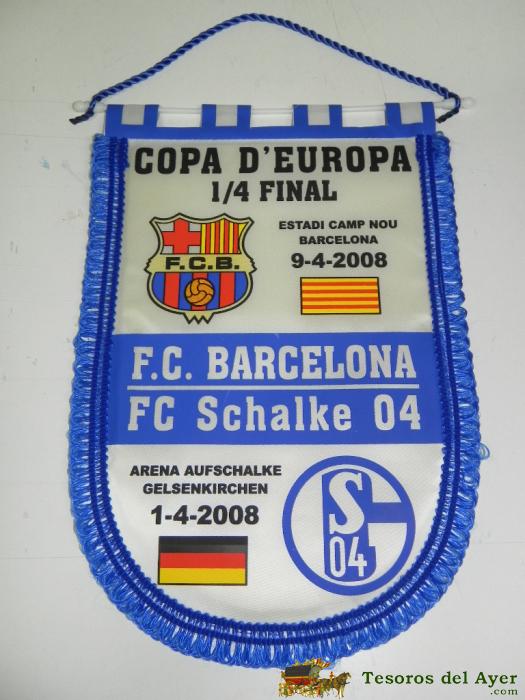 COPA D'EUROPA
1/4 FINAL
ESTADI CAMP NOU
BARCELONA
9-4-2008
F.C.B.
F.C. BARCELONA
FC Schalke 04
ARENA AUFSCHALKE
GELSENKIRCHEN
1-4-2008
S
04
Tesoros del Ayer
.com